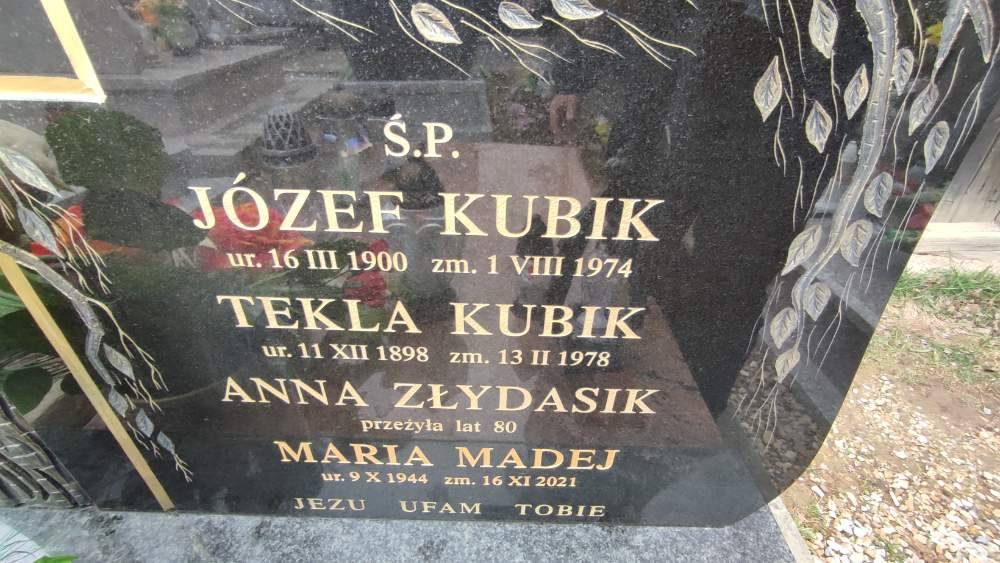 Ś.P.
JÓZEF KUBIK
ur. 16 III 1900 zm. 1 VIII 1974
TEKLA KUBIK
ur. 11 XII 1898 zm. 13 II 1978
ANNA ZŁYDASIK
przeżyła lat 80
MARIA MADEJ
ur. 9 X 1944 zm. 16 XI 2021
JEZU UFAM TOBIE